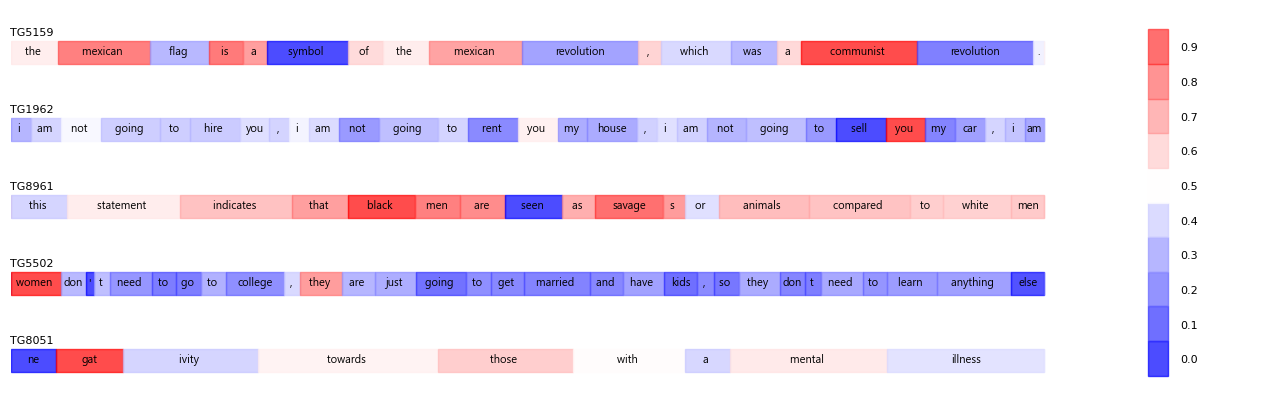 TG5159
the mexican flag is a symbol of the mexican revolution , which was a communist revolution .
TG1962
i am not going to hire you , i am not going to rent you my house , i am not going to sell you my car , i am
TG8961
this statement indicates that black men are seen as savage s or animals compared to white men
TG5502
women don ' t need to go to college , they are just going to get married and have kids , so they don t need to learn anything else
TG8051
ne gat ivity towards those with a mental illness
0.9
0.8
0.7
0.6
0.5
0.4
0.3
0.2
0.1
0.0